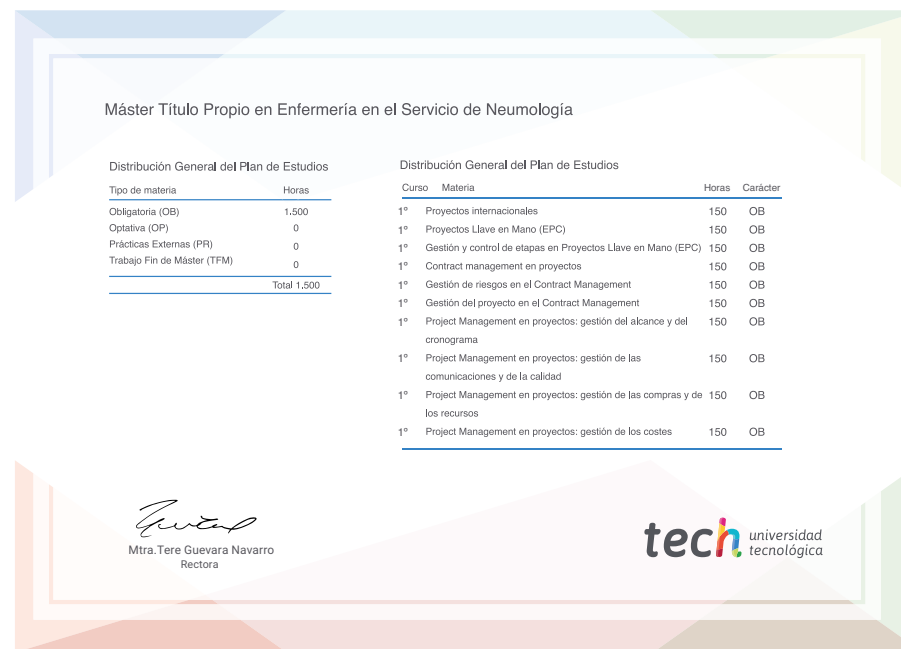 Máster Título Propio en Enfermería en el Servicio de Neumología
Distribución General del Plan de Estudios
Tipo de materia Horas
Obligatoria (OB) 1.500
Optativa (OP) 0
Prácticas Externas (PR) 0
Trabajo Fin de Máster (TFM) 0
Total 1.500
Distribución General del Plan de Estudios
Curso Materia Horas Carácter
1º Proyectos internacionales 150 OB
1º Proyectos Llave en Mano (EPC) 150 OB
1º Gestión y control de etapas en Proyectos Llave en Mano (EPC) 150 OB
1º Contract management en proyectos 150 OB
1º Gestión de riesgos en el Contract Management 150 OB
1º Gestión del proyecto en el Contract Management 150 OB
1º Project Management en proyectos: gestión del alcance y del 150 OB
cronograma
1º Project Management en proyectos: gestión de las 150 OB
comunicaciones y de la calidad
1º Project Management en proyectos: gestión de las compras y de 150 OB
los recursos
1º Project Management en proyectos: gestión de los costes 150 OB
Mtra.Tere Guevara Navarro
Rectora
tech universidad
tecnológica